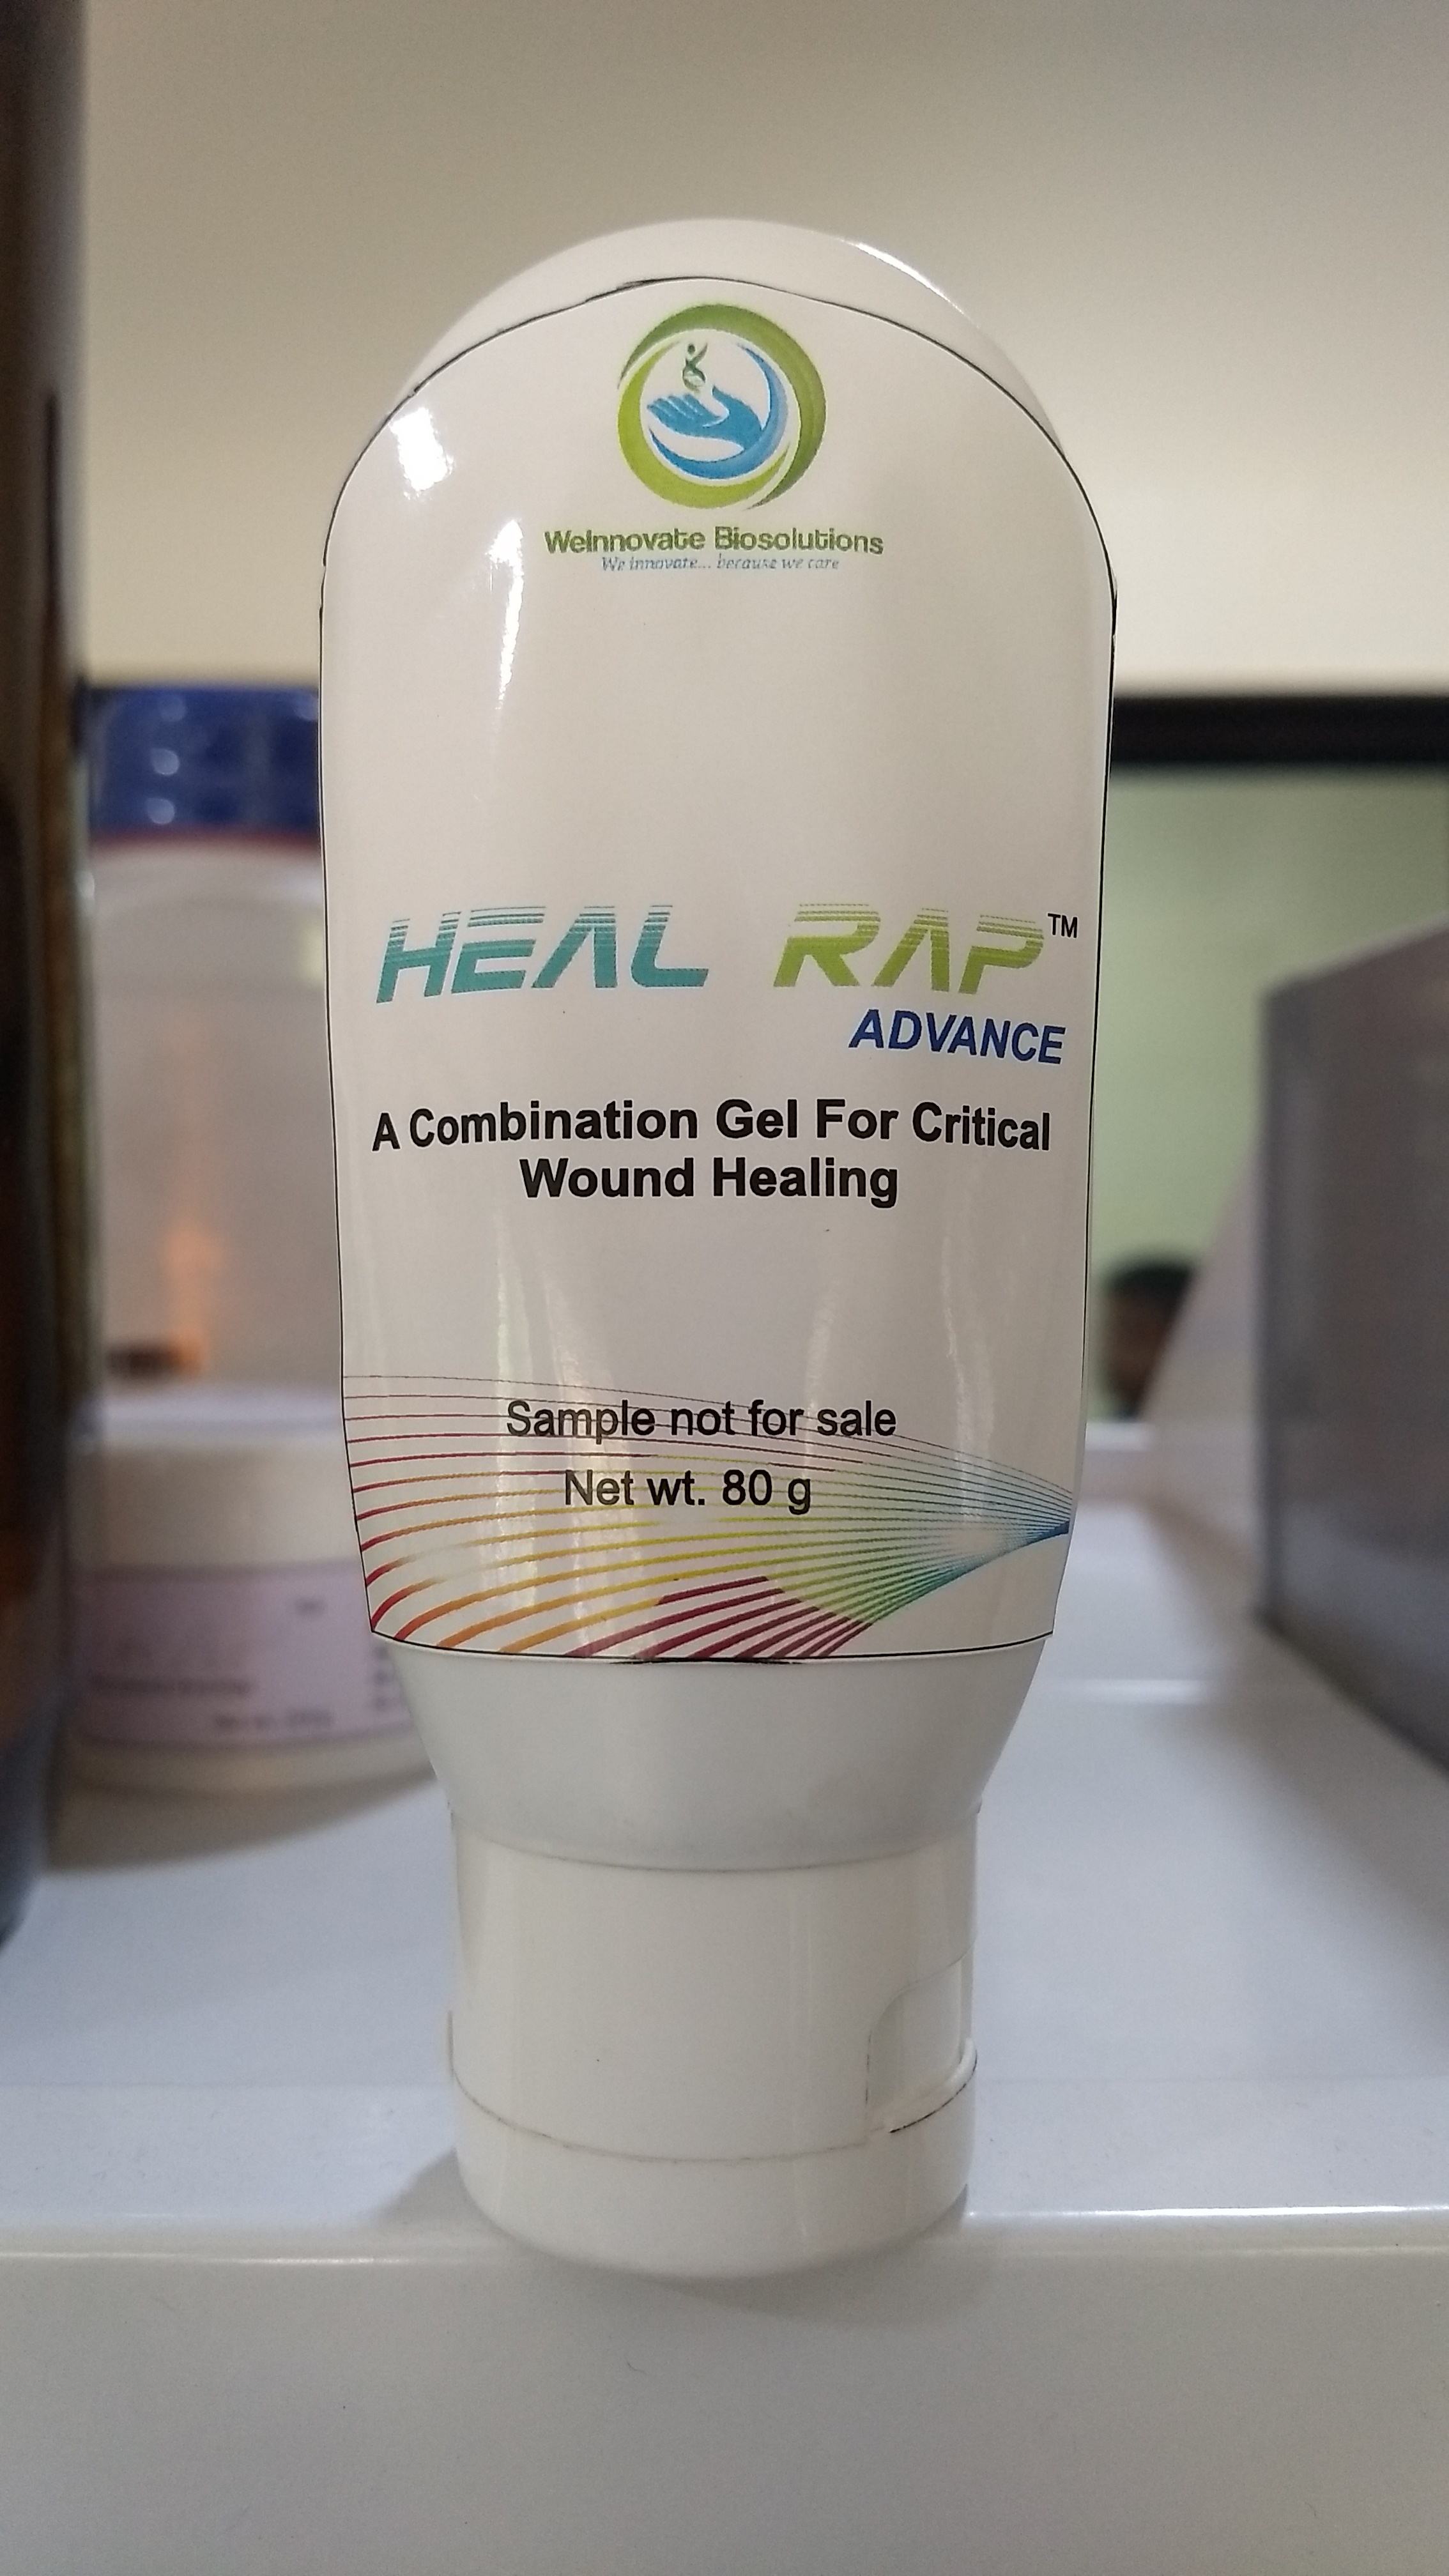 WeInnovate Biosolutions
We innovate... because we care
HEAL RAP™
ADVANCE
A Combination Gel For Critical
Wound Healing
Sample not for sale
Net wt. 80 g